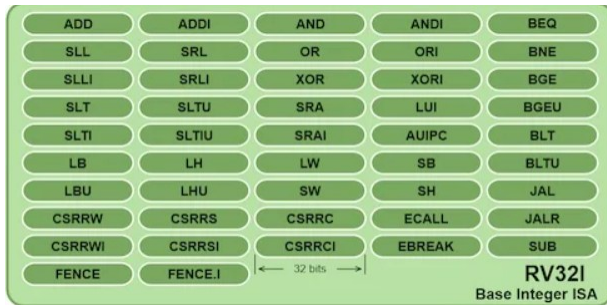 ADD ADDI AND ANDI BEQ
SLL SRL OR ORI BNE
SLLI SRLI XOR XORI BGE
SLT SLTU SRA LUI BGEU
SLTI SLTIU SRAI AUIPC BLT
LB LH LW SB BLTU
LBU LHU SW SH JAL
CSRRW CSRRS CSRRC ECALL JALR
CSRRWI CSRRSI CSRRCI EBREAK SUB
FENCE FENCE.I 32 bits RV32I
Base Integer ISA